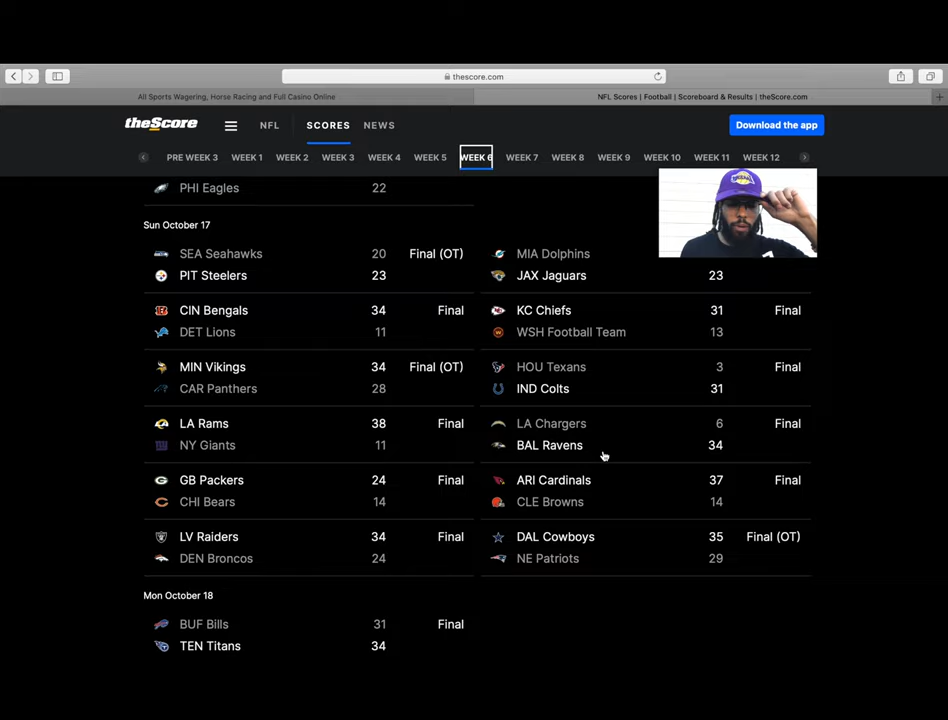 thescore.com
All Sports Wagering, Horse Racing and Full Casino Online
NFL Scores | Football | Scoreboard & Results | theScore.com
theScore
NFL
SCORES
NEWS
Download the app
PRE WEEK 3
WEEK 1
WEEK 2
WEEK 3
WEEK 4
WEEK 5
WEEK 6
WEEK 7
WEEK 8
WEEK 9
WEEK 10
WEEK 11
WEEK 12
PHI Eagles 22
Sun October 17
SEA Seahawks 20 Final (OT)
PIT Steelers 23
MIA Dolphins
JAX Jaguars 23
CIN Bengals 34 Final
DET Lions 11
KC Chiefs 31 Final
WSH Football Team 13
MIN Vikings 34 Final (OT)
CAR Panthers 28
HOU Texans 3 Final
IND Colts 31
LA Rams 38 Final
NY Giants 11
LA Chargers 6 Final
BAL Ravens 34
GB Packers 24 Final
CHI Bears 14
ARI Cardinals 37 Final
CLE Browns 14
LV Raiders 34 Final
DEN Broncos 24
DAL Cowboys 35 Final (OT)
NE Patriots 29
Mon October 18
BUF Bills 31 Final
TEN Titans 34